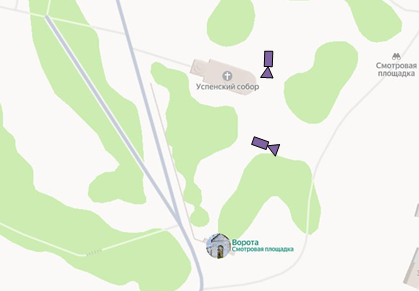 Смотровая
площадка
Успенский собор
Ворота
Смотровая площадка